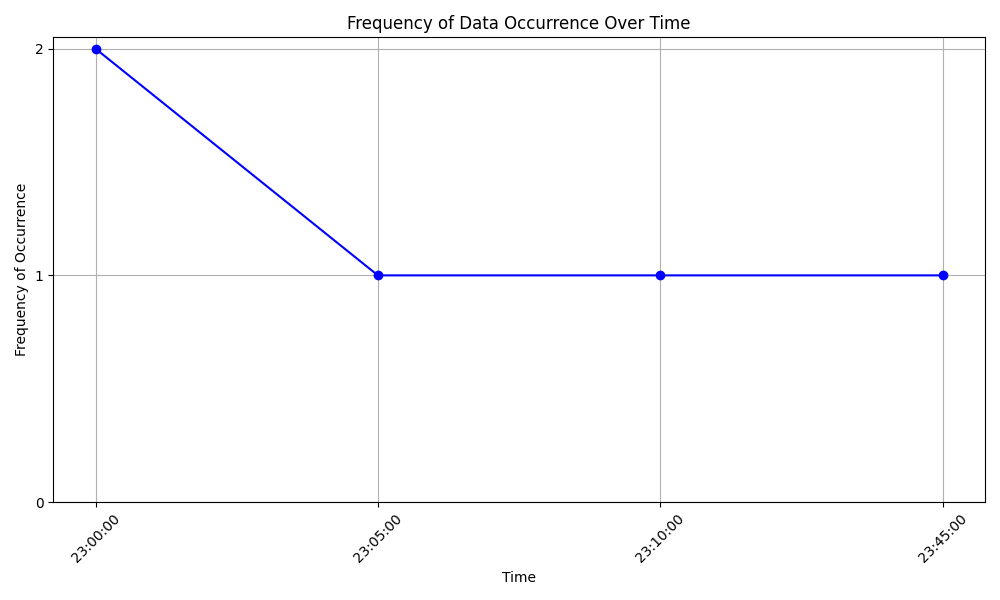 Frequency of Data Occurrence Over Time
Frequency of Occurrence
2
1
0
23:00:00
23:05:00
23:10:00
23:45:00
Time